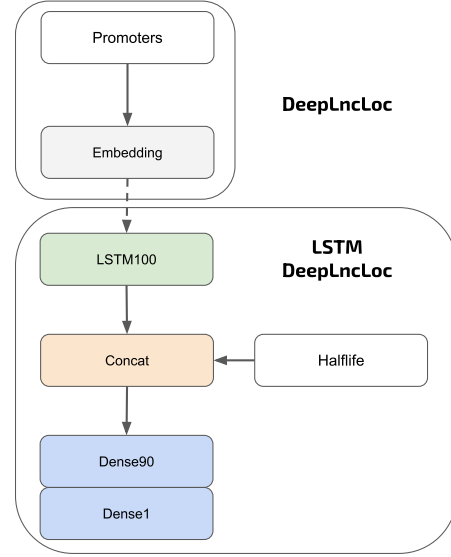 Promoters
DeepLncLoc
Embedding
LSTM100
LSTM
DeepLncLoc
Concat
Halflife
Dense90
Dense1